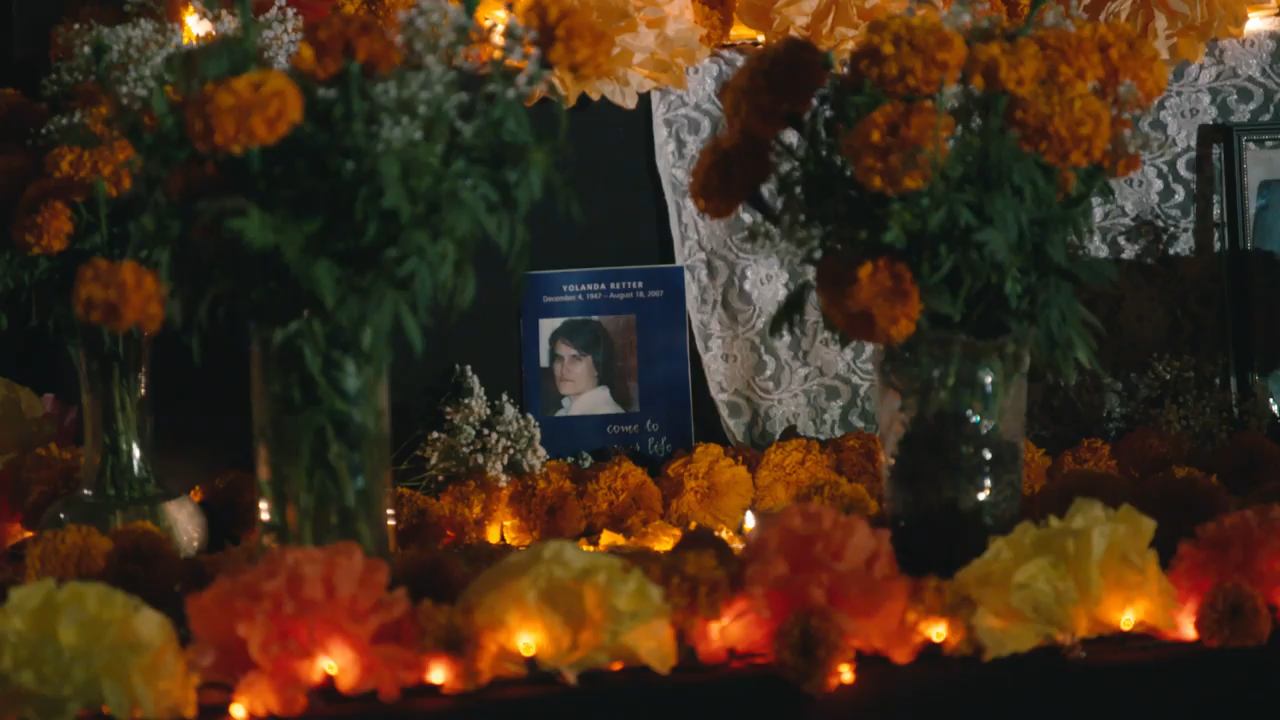 YOLANDA RETTER
December 4, 1947 – August 18, 2007
come to
life